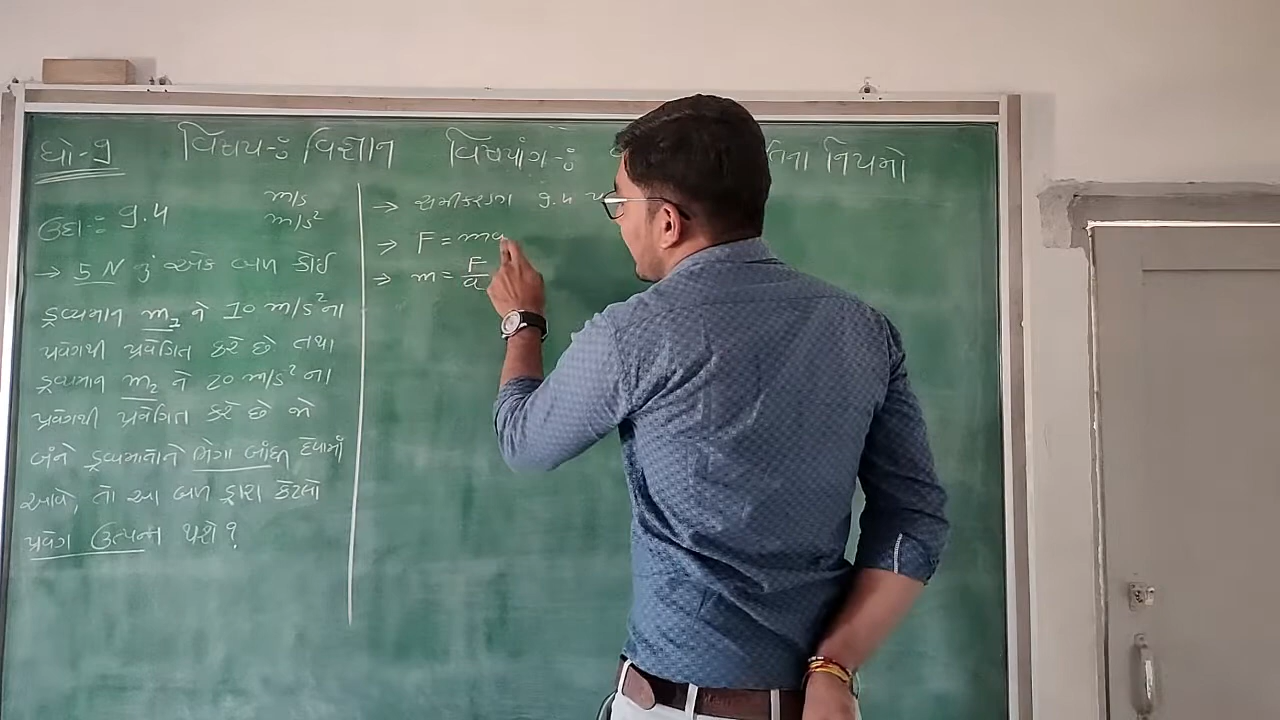 ધો-9 વિષય-ઃ વિજ્ઞાન વિષયાંગ-ઃ નિયમો
m/s
m/s²
ઉદાઃ- 9.4
→ 5 N નું એક બળ કોઈ
દ્રવ્યમાન m₁ ને 10 m/s² ના
પ્રવેગથી પ્રવેગિત કરે છે તથા
દ્રવ્યમાન m₂ ને 20 m/s² ના
પ્રવેગથી પ્રવેગિત કરે છે જો
બંને દ્રવ્યમાનોને ભેગા બાંધી દેવામાં
આવે, તો આ બળ દ્વારા કેટલો
પ્રવેગ ઉત્પન્ન થશે?
→ સમીકરણ 9.4
⇒ F = ma
⇒ m = F/a